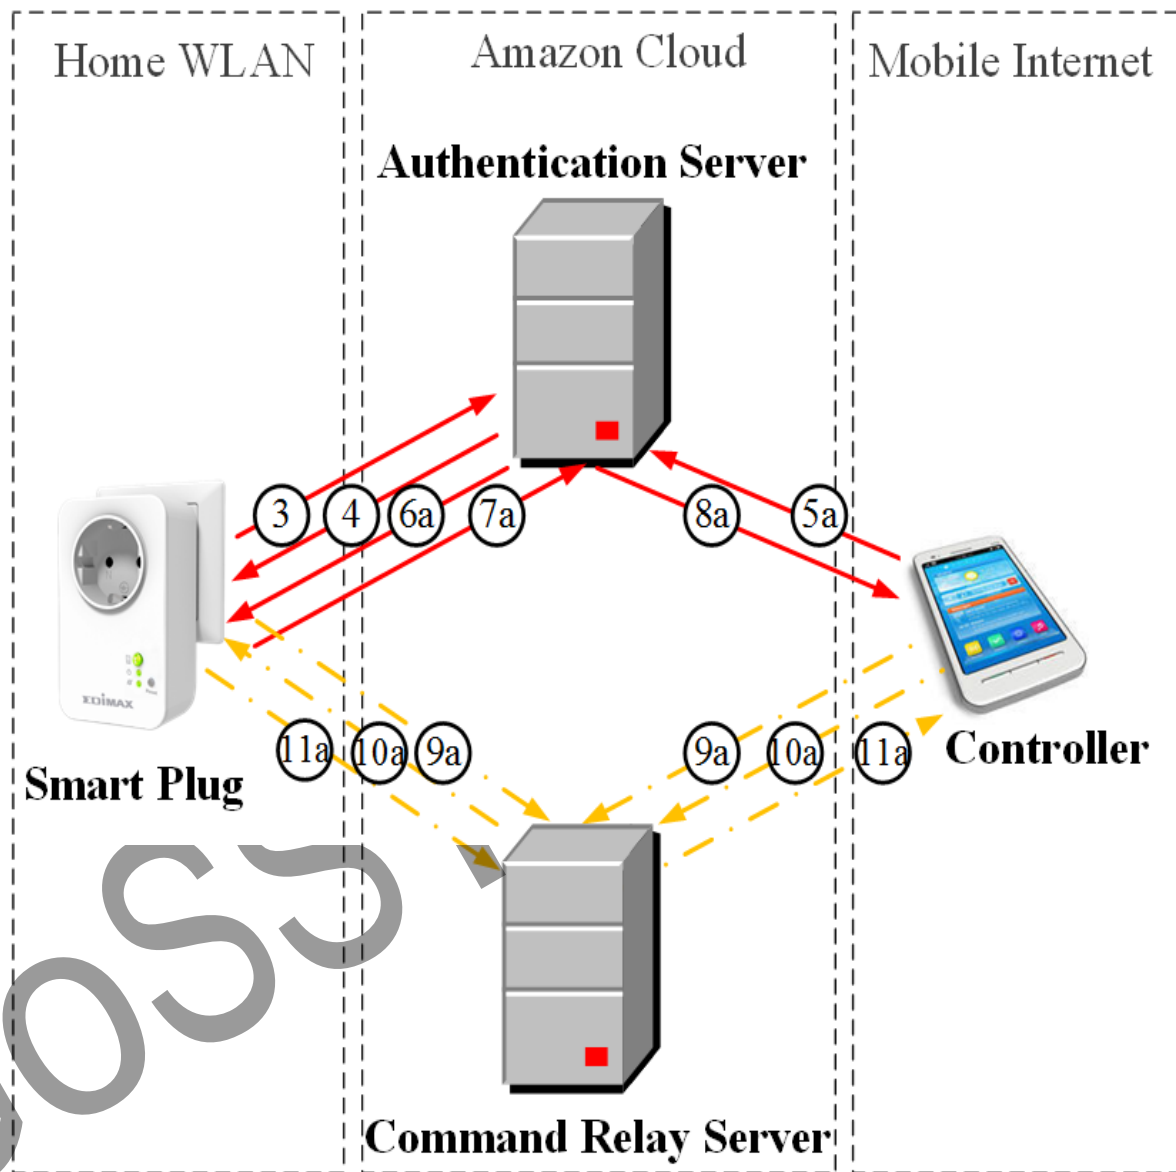 Home WLAN
Amazon Cloud
Mobile Internet
Authentication Server
3
4
6a
7a
8a
5a
EDIMAX
11a
10a
9a
9a
10a
11a
Controller
Smart Plug
Command Relay Server